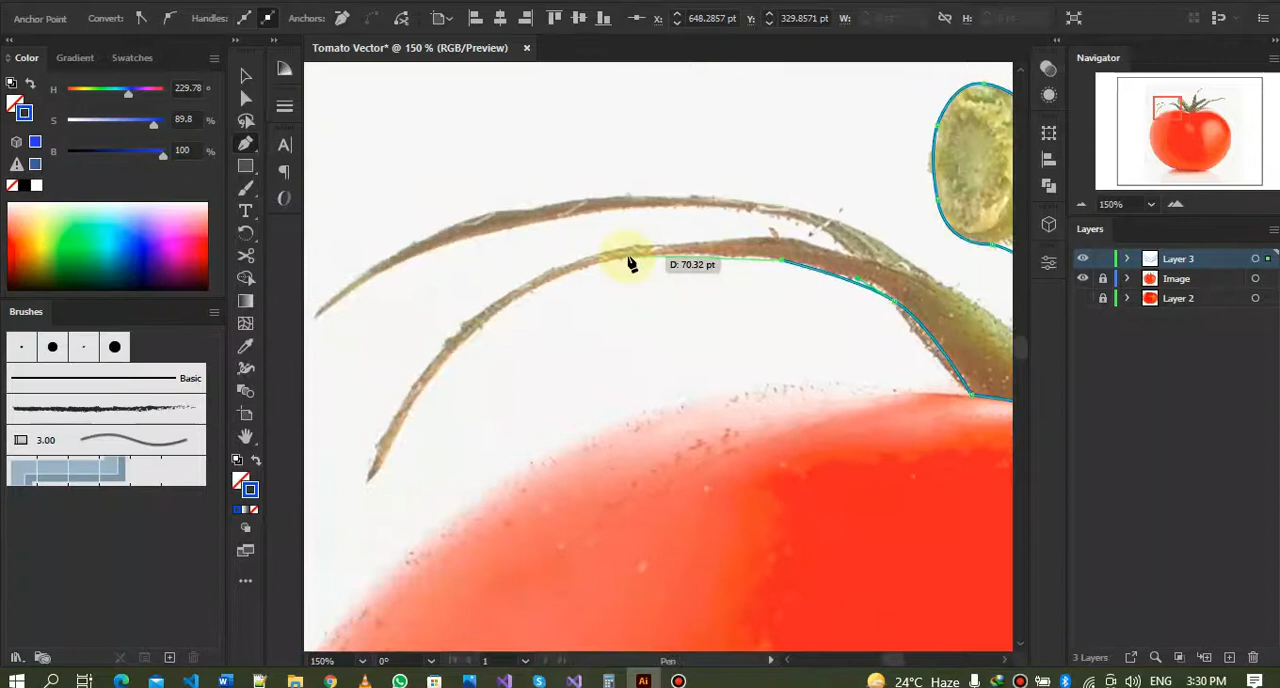 Anchor Point Convert: Handles: Anchors: X: 648.2857 pt Y: 329.8571 pt W: H:
Tomato Vector* @ 150 % (RGB/Preview) ×
Color Gradient Swatches
H 229.78 °
S 89.8 %
B 100 %
Brushes
Basic
3.00
D: 70.32 pt
Navigator
150%
Layers
Layer 3
Image
Layer 2
3 Layers
150% 0° 1 Pen
24°C Haze ENG 3:30 PM